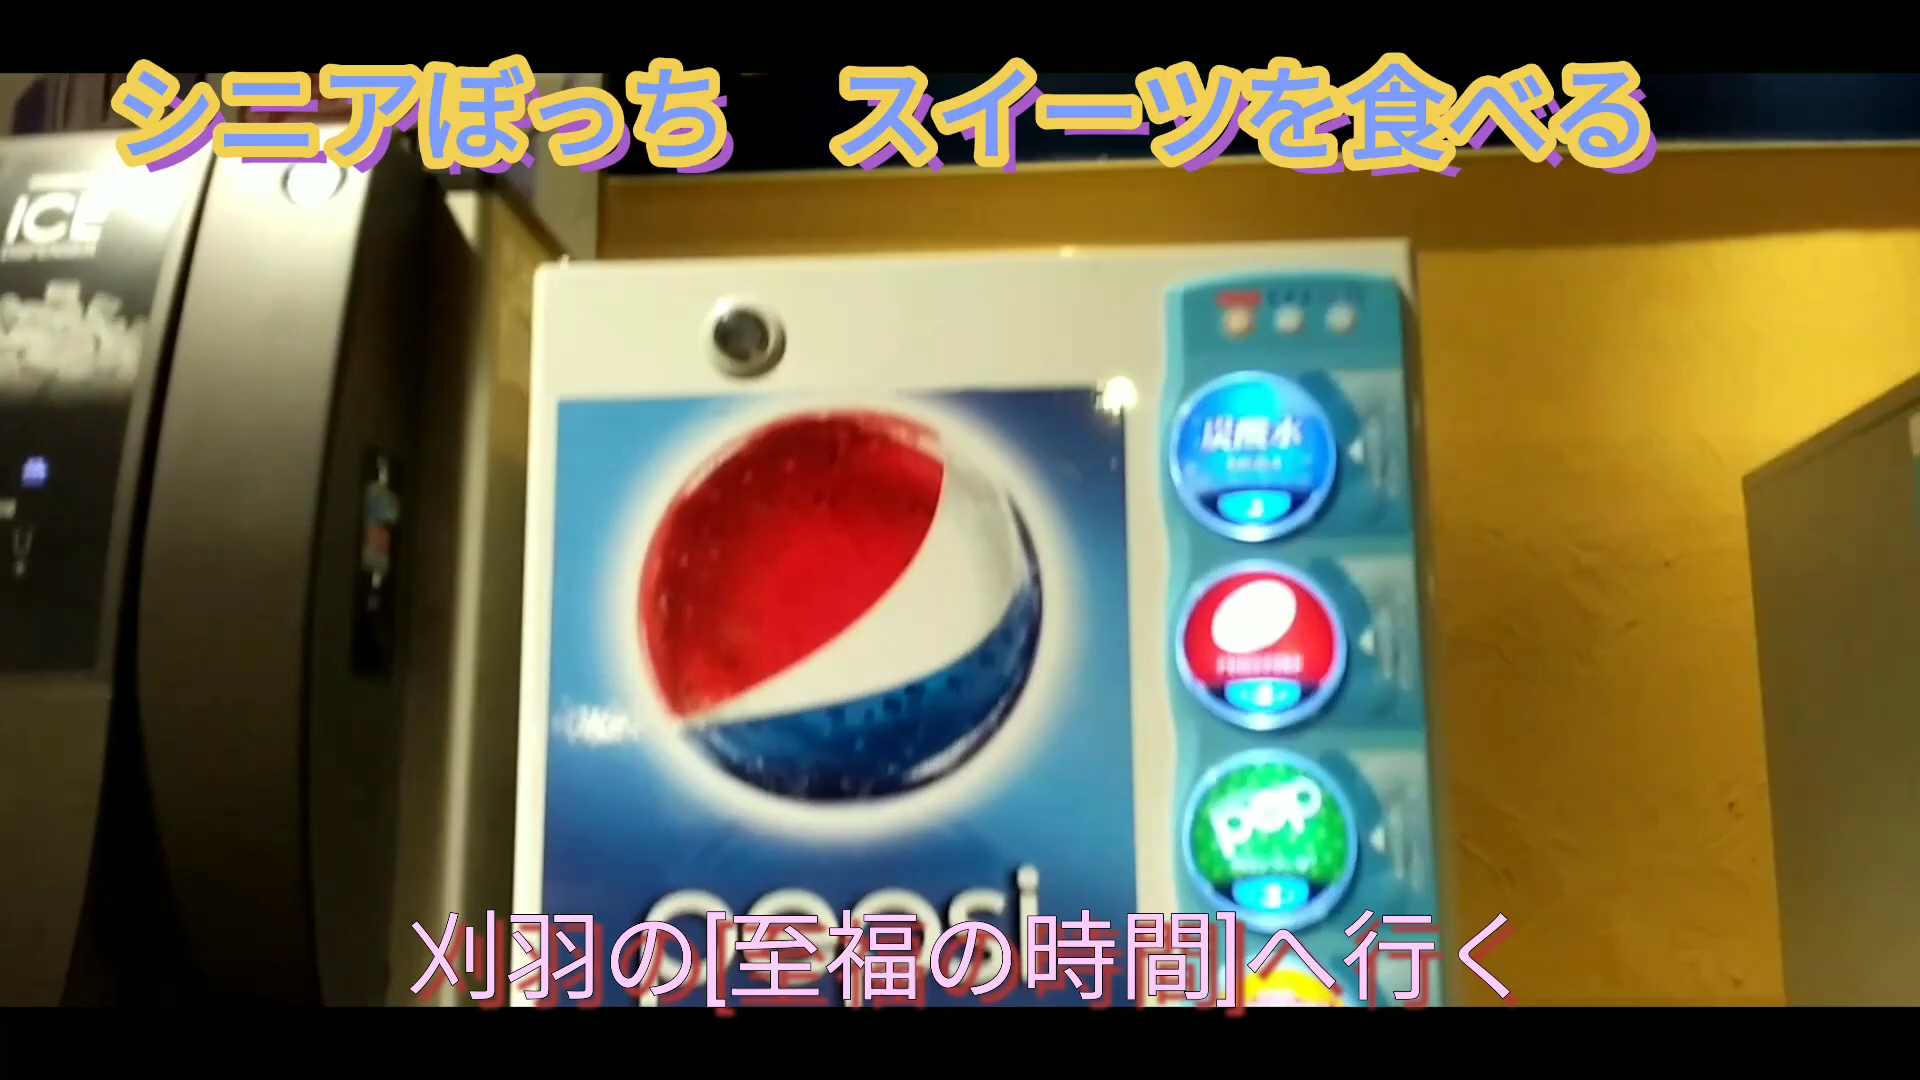 シニアぼっち　スイーツを食べる
ICE
炭酸水
pop
pepsi
刈羽の[至福の時間]へ行く